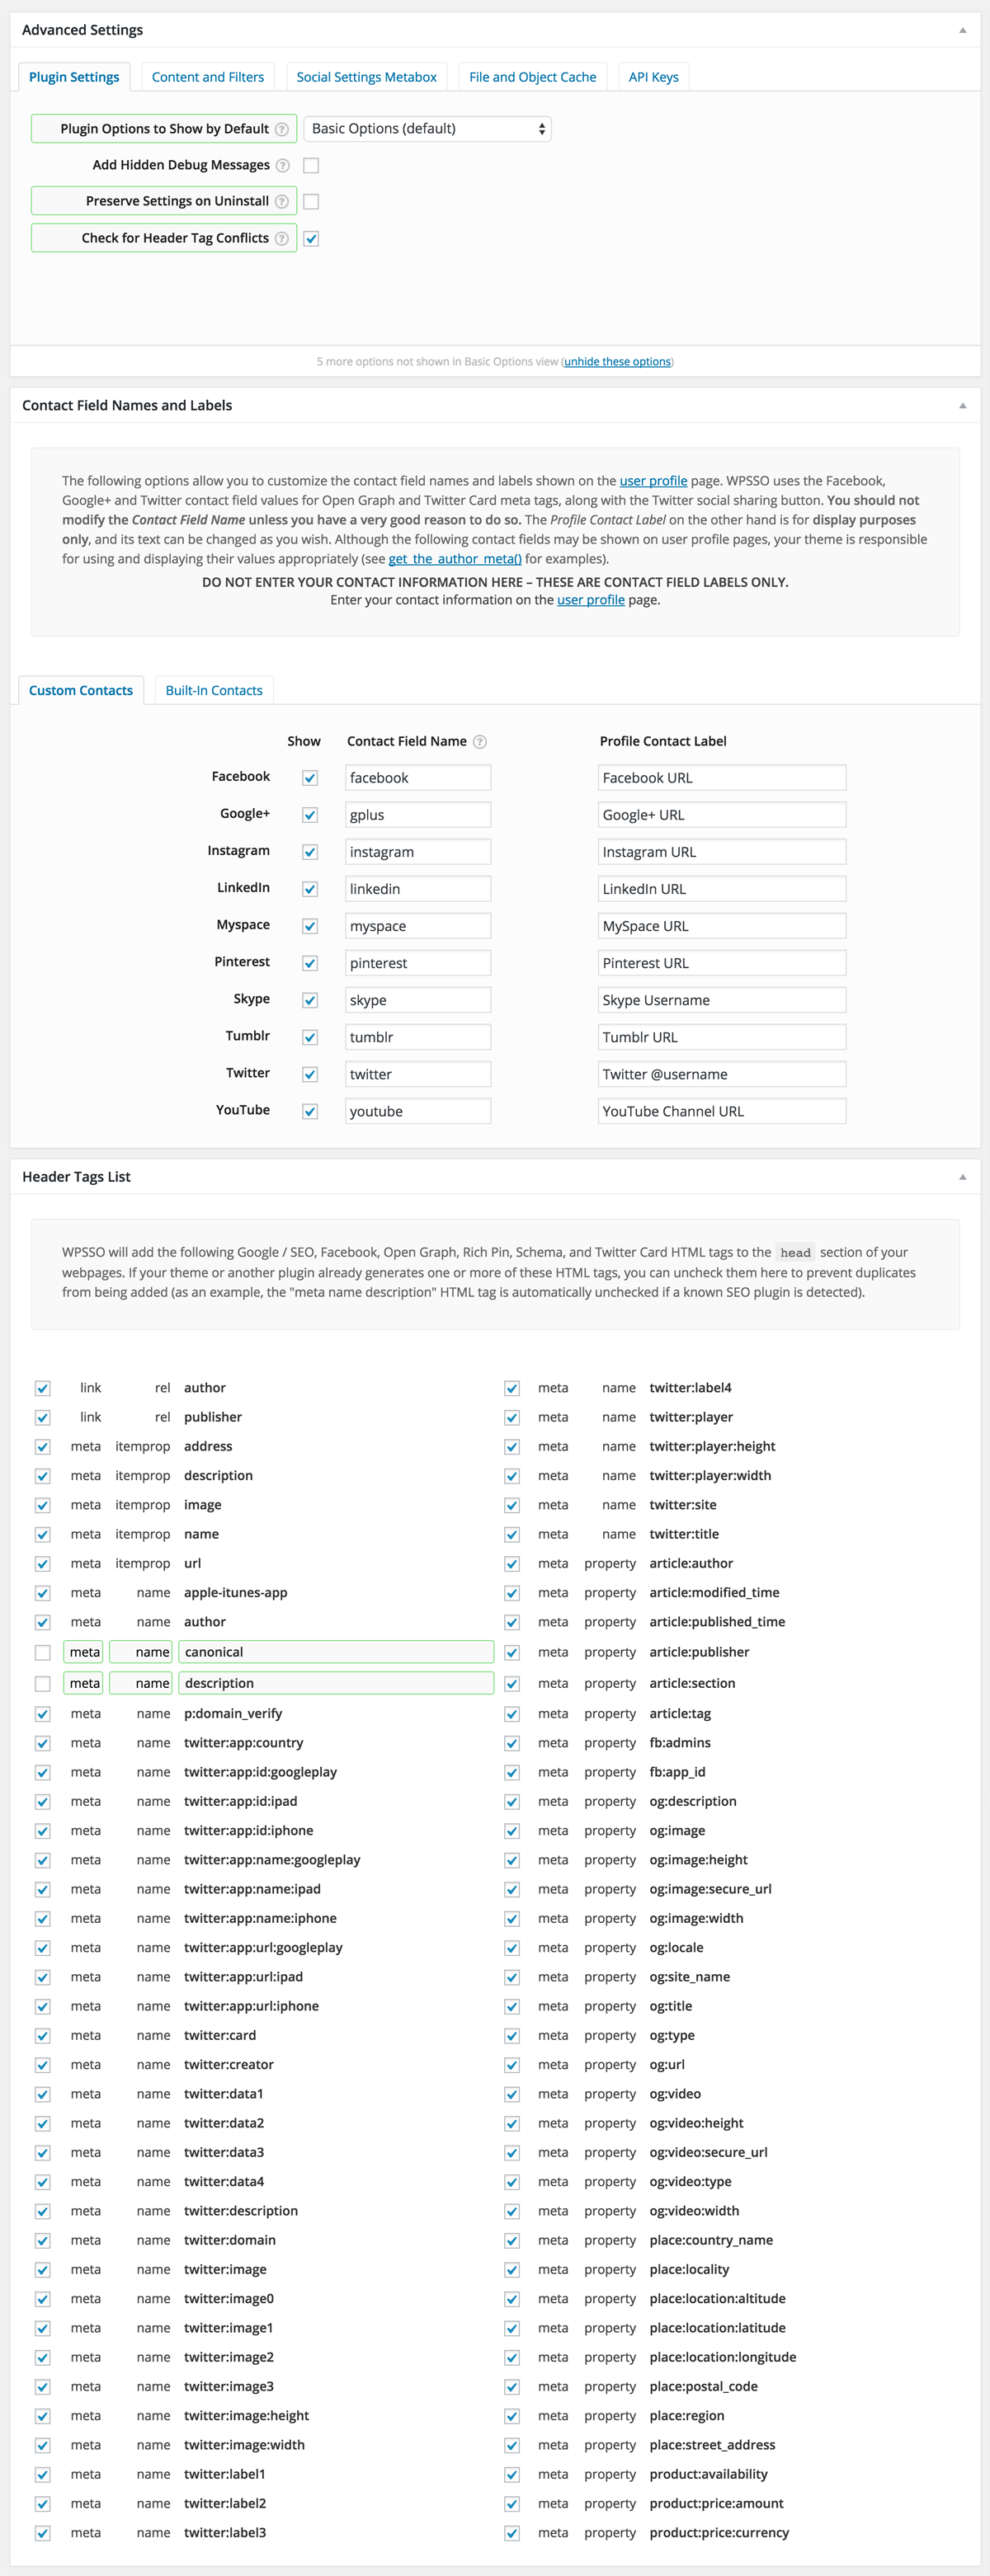 Advanced Settings
Plugin Settings
Content and Filters
Social Settings Metabox
File and Object Cache
API Keys
Plugin Options to Show by Default ? Basic Options (default)
Add Hidden Debug Messages ?
Preserve Settings on Uninstall ?
Check for Header Tag Conflicts ?
5 more options not shown in Basic Options view (unhide these options)
Contact Field Names and Labels
The following options allow you to customize the contact field names and labels shown on the user profile page. WPSSO uses the Facebook,
Google+ and Twitter contact field values for Open Graph and Twitter Card meta tags, along with the Twitter social sharing button. You should not
modify the Contact Field Name unless you have a very good reason to do so. The Profile Contact Label on the other hand is for display purposes
only, and its text can be changed as you wish. Although the following contact fields may be shown on user profile pages, your theme is responsible
for using and displaying their values appropriately (see get_the_author_meta() for examples).
DO NOT ENTER YOUR CONTACT INFORMATION HERE – THESE ARE CONTACT FIELD LABELS ONLY.
Enter your contact information on the user profile page.
Custom Contacts
Built-In Contacts
Show Contact Field Name ? Profile Contact Label
Facebook facebook Facebook URL
Google+ gplus Google+ URL
Instagram instagram Instagram URL
LinkedIn linkedin LinkedIn URL
Myspace myspace MySpace URL
Pinterest pinterest Pinterest URL
Skype skype Skype Username
Tumblr tumblr Tumblr URL
Twitter twitter Twitter @username
YouTube youtube YouTube Channel URL
Header Tags List
WPSSO will add the following Google / SEO, Facebook, Open Graph, Rich Pin, Schema, and Twitter Card HTML tags to the head section of your
webpages. If your theme or another plugin already generates one or more of these HTML tags, you can uncheck them here to prevent duplicates
from being added (as an example, the "meta name description" HTML tag is automatically unchecked if a known SEO plugin is detected).
link rel author
link rel publisher
meta itemprop address
meta itemprop description
meta itemprop image
meta itemprop name
meta itemprop url
meta name apple-itunes-app
meta name author
meta name canonical
meta name description
meta name p:domain_verify
meta name twitter:app:country
meta name twitter:app:id:googleplay
meta name twitter:app:id:ipad
meta name twitter:app:id:iphone
meta name twitter:app:name:googleplay
meta name twitter:app:name:ipad
meta name twitter:app:name:iphone
meta name twitter:app:url:googleplay
meta name twitter:app:url:ipad
meta name twitter:app:url:iphone
meta name twitter:card
meta name twitter:creator
meta name twitter:data1
meta name twitter:data2
meta name twitter:data3
meta name twitter:data4
meta name twitter:description
meta name twitter:domain
meta name twitter:image
meta name twitter:image0
meta name twitter:image1
meta name twitter:image2
meta name twitter:image3
meta name twitter:image:height
meta name twitter:image:width
meta name twitter:label1
meta name twitter:label2
meta name twitter:label3
meta name twitter:label4
meta name twitter:player
meta name twitter:player:height
meta name twitter:player:width
meta name twitter:site
meta name twitter:title
meta property article:author
meta property article:modified_time
meta property article:published_time
meta property article:publisher
meta property article:section
meta property article:tag
meta property fb:admins
meta property fb:app_id
meta property og:description
meta property og:image
meta property og:image:height
meta property og:image:secure_url
meta property og:image:width
meta property og:locale
meta property og:site_name
meta property og:title
meta property og:type
meta property og:url
meta property og:video
meta property og:video:height
meta property og:video:secure_url
meta property og:video:type
meta property og:video:width
meta property place:country_name
meta property place:locality
meta property place:location:altitude
meta property place:location:latitude
meta property place:location:longitude
meta property place:postal_code
meta property place:region
meta property place:street_address
meta property product:availability
meta property product:price:amount
meta property product:price:currency